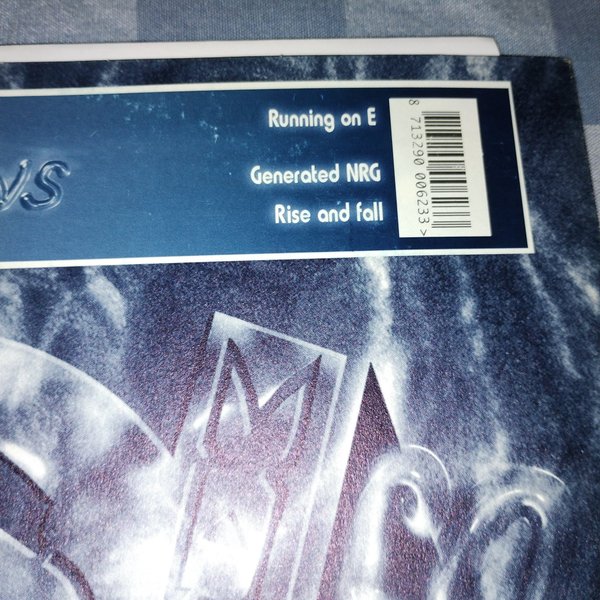 Running on E
Generated NRG
Rise and fall
8 713290 006233>